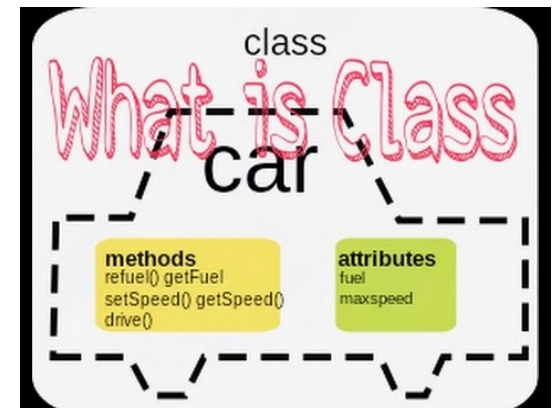 class
What is Class
car
methods
refuel() getFuel
setSpeed() getSpeed()
drive()
attributes
fuel
maxspeed